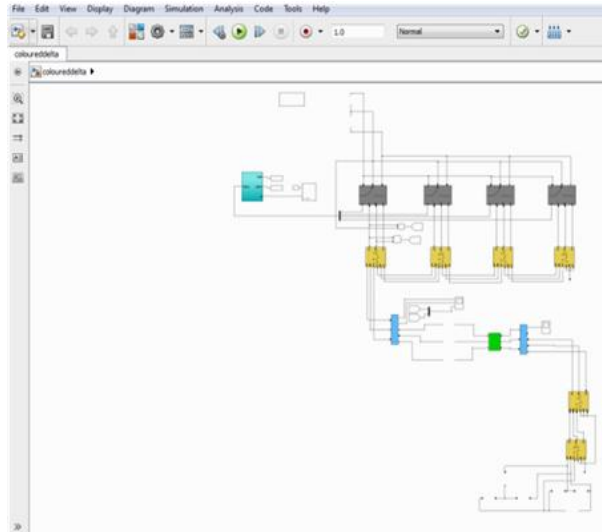 File Edit View Display Diagram Simulation Analysis Code Tools Help
1.0 Normal
coloureddelta
coloureddelta